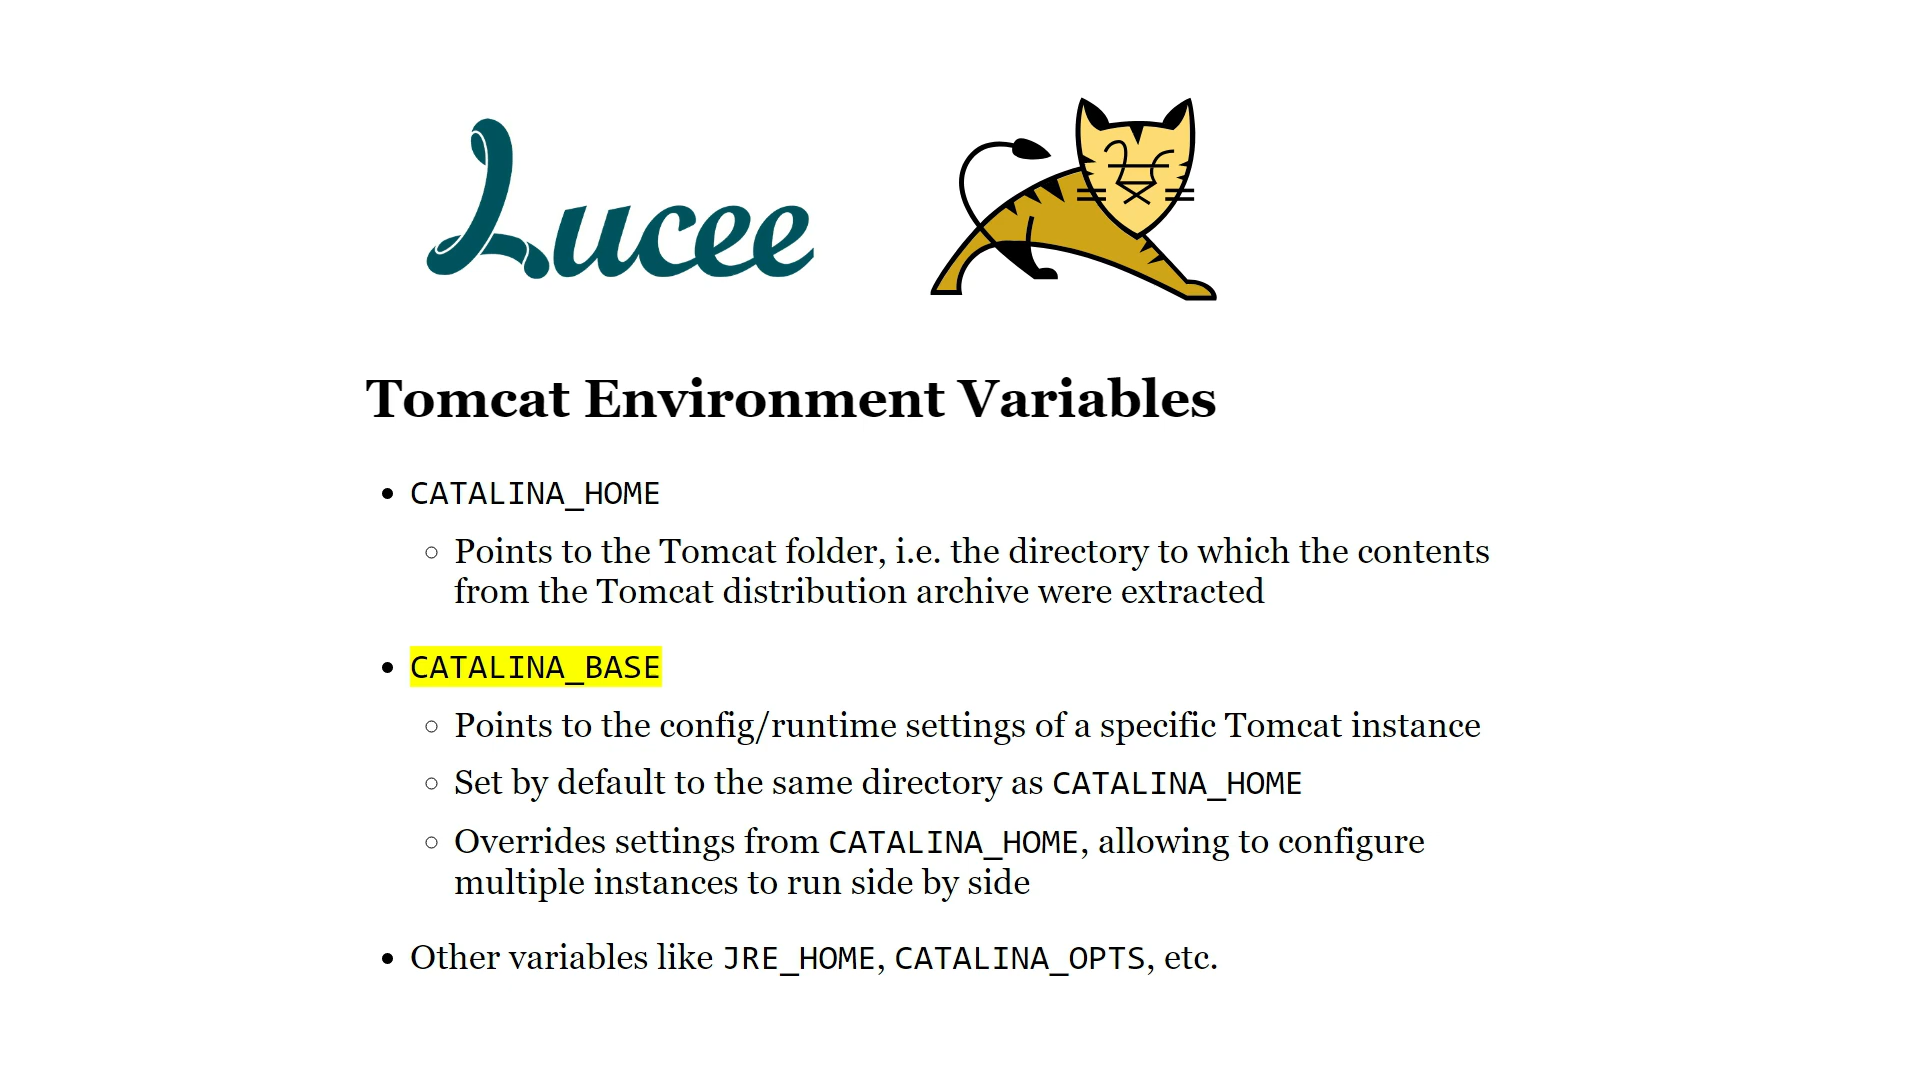 Lucee
Tomcat Environment Variables
• CATALINA_HOME
◦ Points to the Tomcat folder, i.e. the directory to which the contents
from the Tomcat distribution archive were extracted
• CATALINA_BASE
◦ Points to the config/runtime settings of a specific Tomcat instance
◦ Set by default to the same directory as CATALINA_HOME
◦ Overrides settings from CATALINA_HOME, allowing to configure
multiple instances to run side by side
• Other variables like JRE_HOME, CATALINA_OPTS, etc.